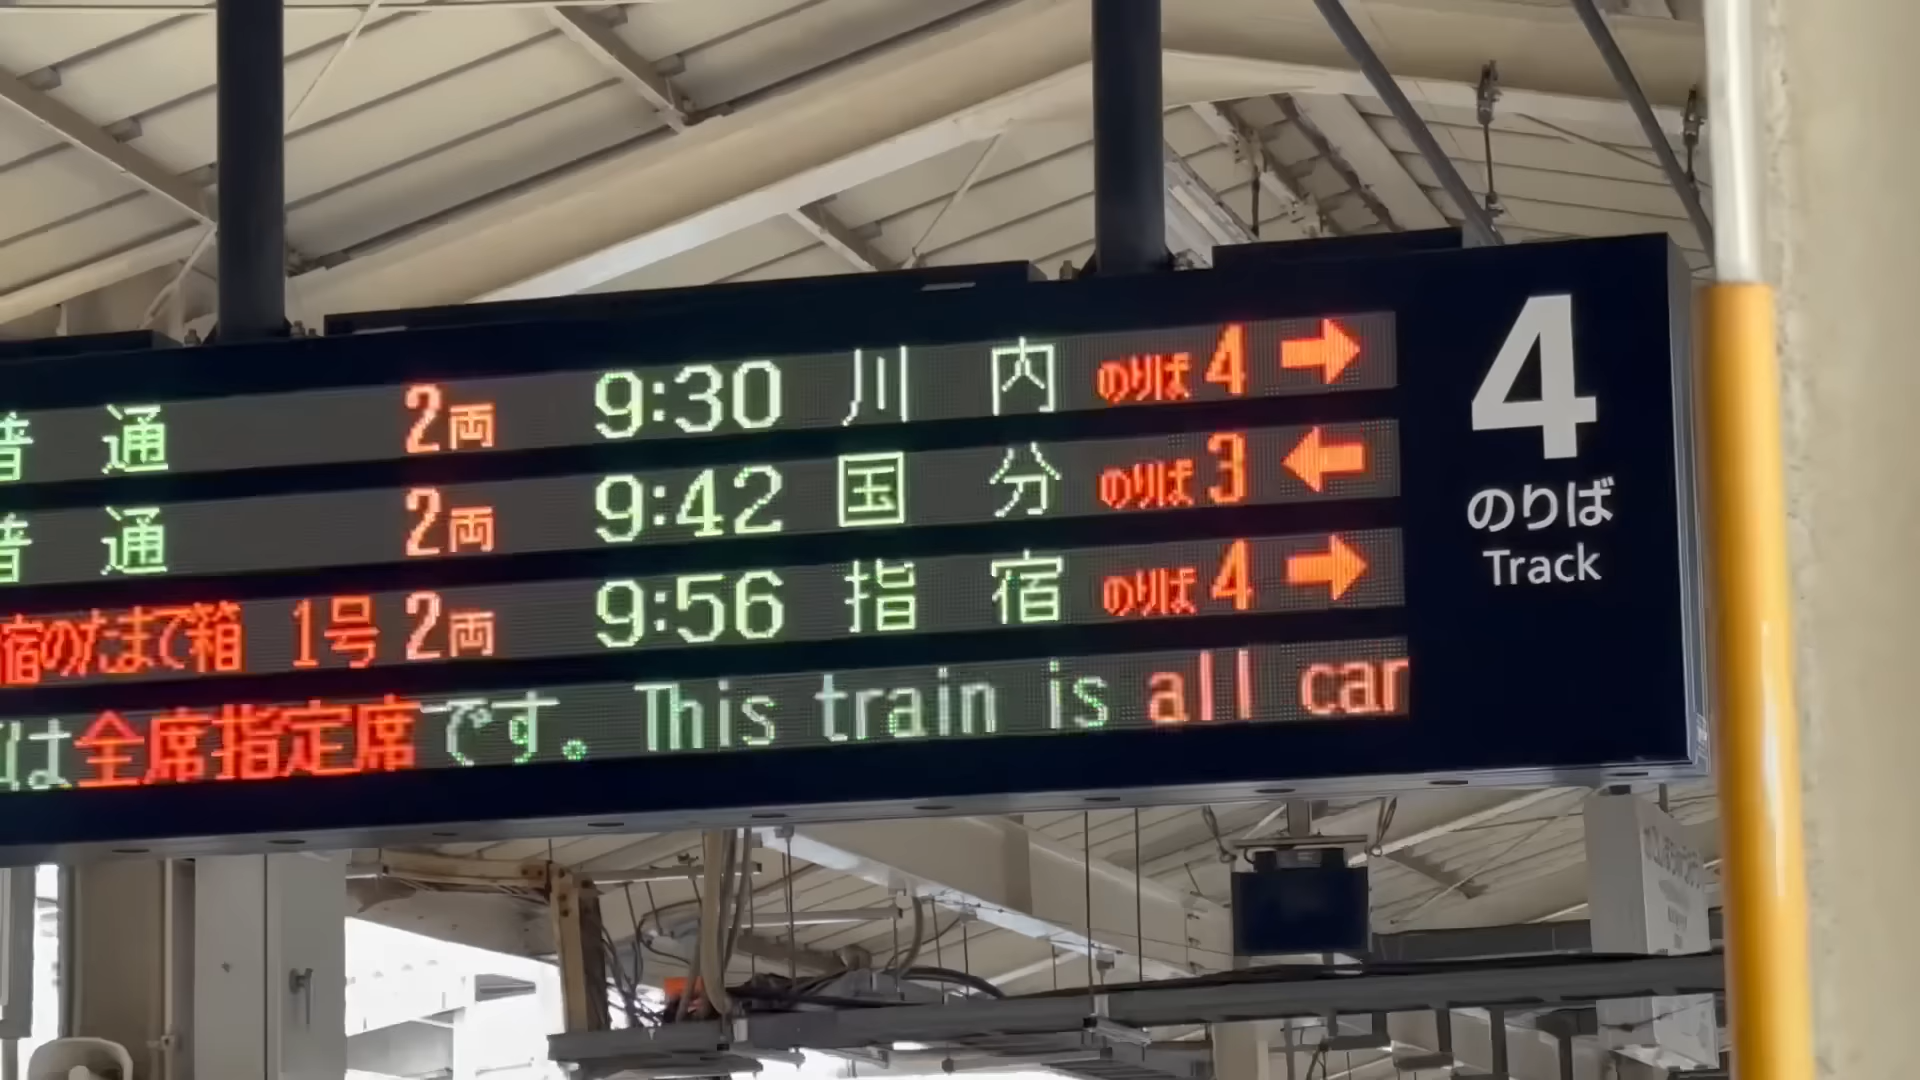 普通 2両 9:30 川内 のりば 4 →
普通 2両 9:42 国分 のりば 3 ←
宿のたまて箱 1号 2両 9:56 指宿 のりば 4 →
は全席指定席です。 This train is all car
4
のりば
Track